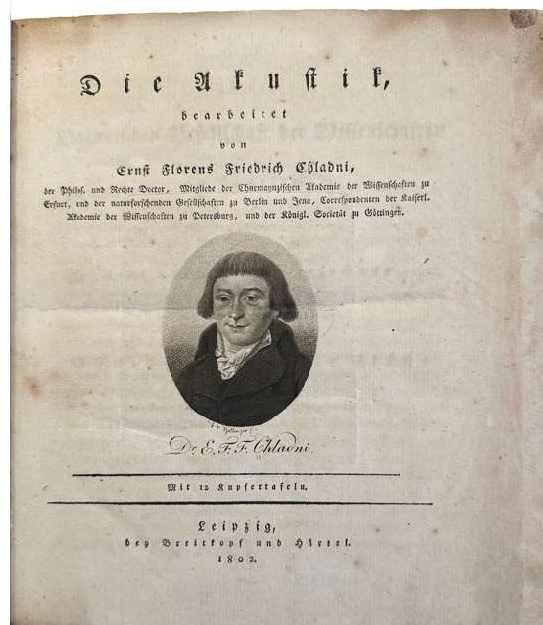 Die Akustik,
bearbeitet
von
Ernst Florens Friedrich Chladni,
der Philos. und Rechte Doctor, Mitgliede der Churmaynzischen Akademie der Wissenschaften zu
Erfurt, und der naturforschenden Gesellschaften zu Berlin und Jena, Correspondenten der Kaiserl.
Akademie der Wissenschaften zu Petersburg, und der Königl. Societät zu Göttingen.
Dr. E. F. F. Chladni.
Mit 12 Kupfertafeln.
Leipzig,
bey Breitkopf und Härtel.
1802.